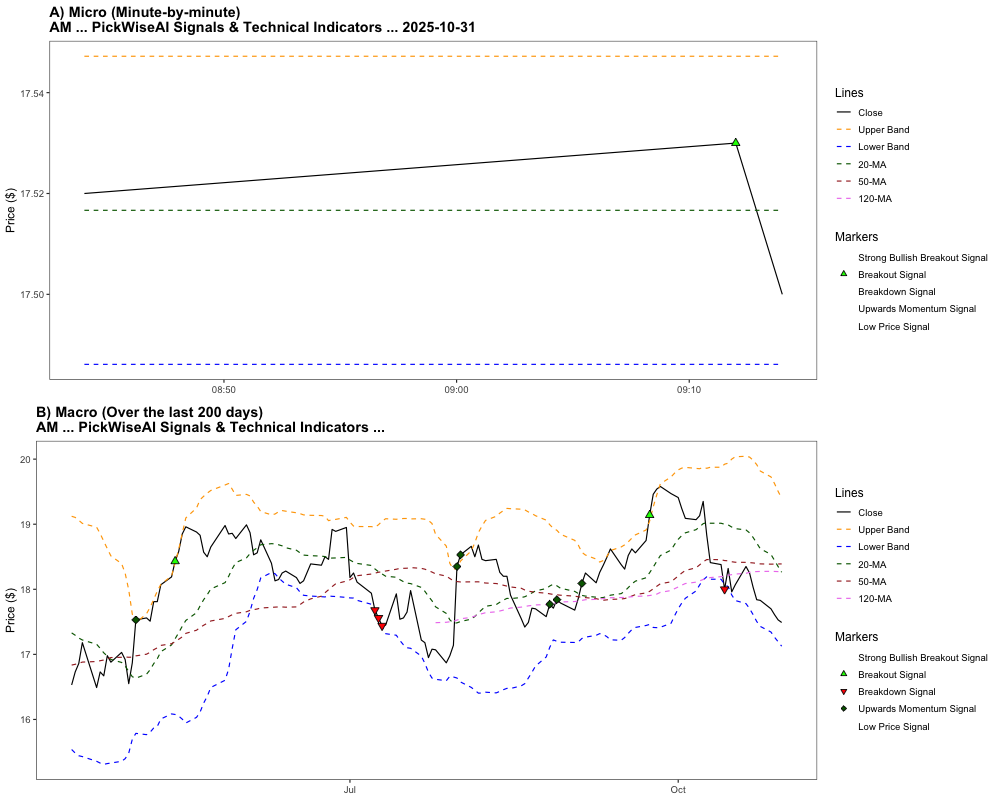 A) Micro (Minute-by-minute)
AM ... PickWiseAI Signals & Technical Indicators ... 2025-10-31
Price ($)
17.54
17.52
17.50
08:50
09:00
09:10
Lines
Close
Upper Band
Lower Band
20-MA
50-MA
120-MA
Markers
Strong Bullish Breakout Signal
Breakout Signal
Breakdown Signal
Upwards Momentum Signal
Low Price Signal
B) Macro (Over the last 200 days)
AM ... PickWiseAI Signals & Technical Indicators ...
Price ($)
20
19
18
17
16
Jul
Oct
Lines
Close
Upper Band
Lower Band
20-MA
50-MA
120-MA
Markers
Strong Bullish Breakout Signal
Breakout Signal
Breakdown Signal
Upwards Momentum Signal
Low Price Signal